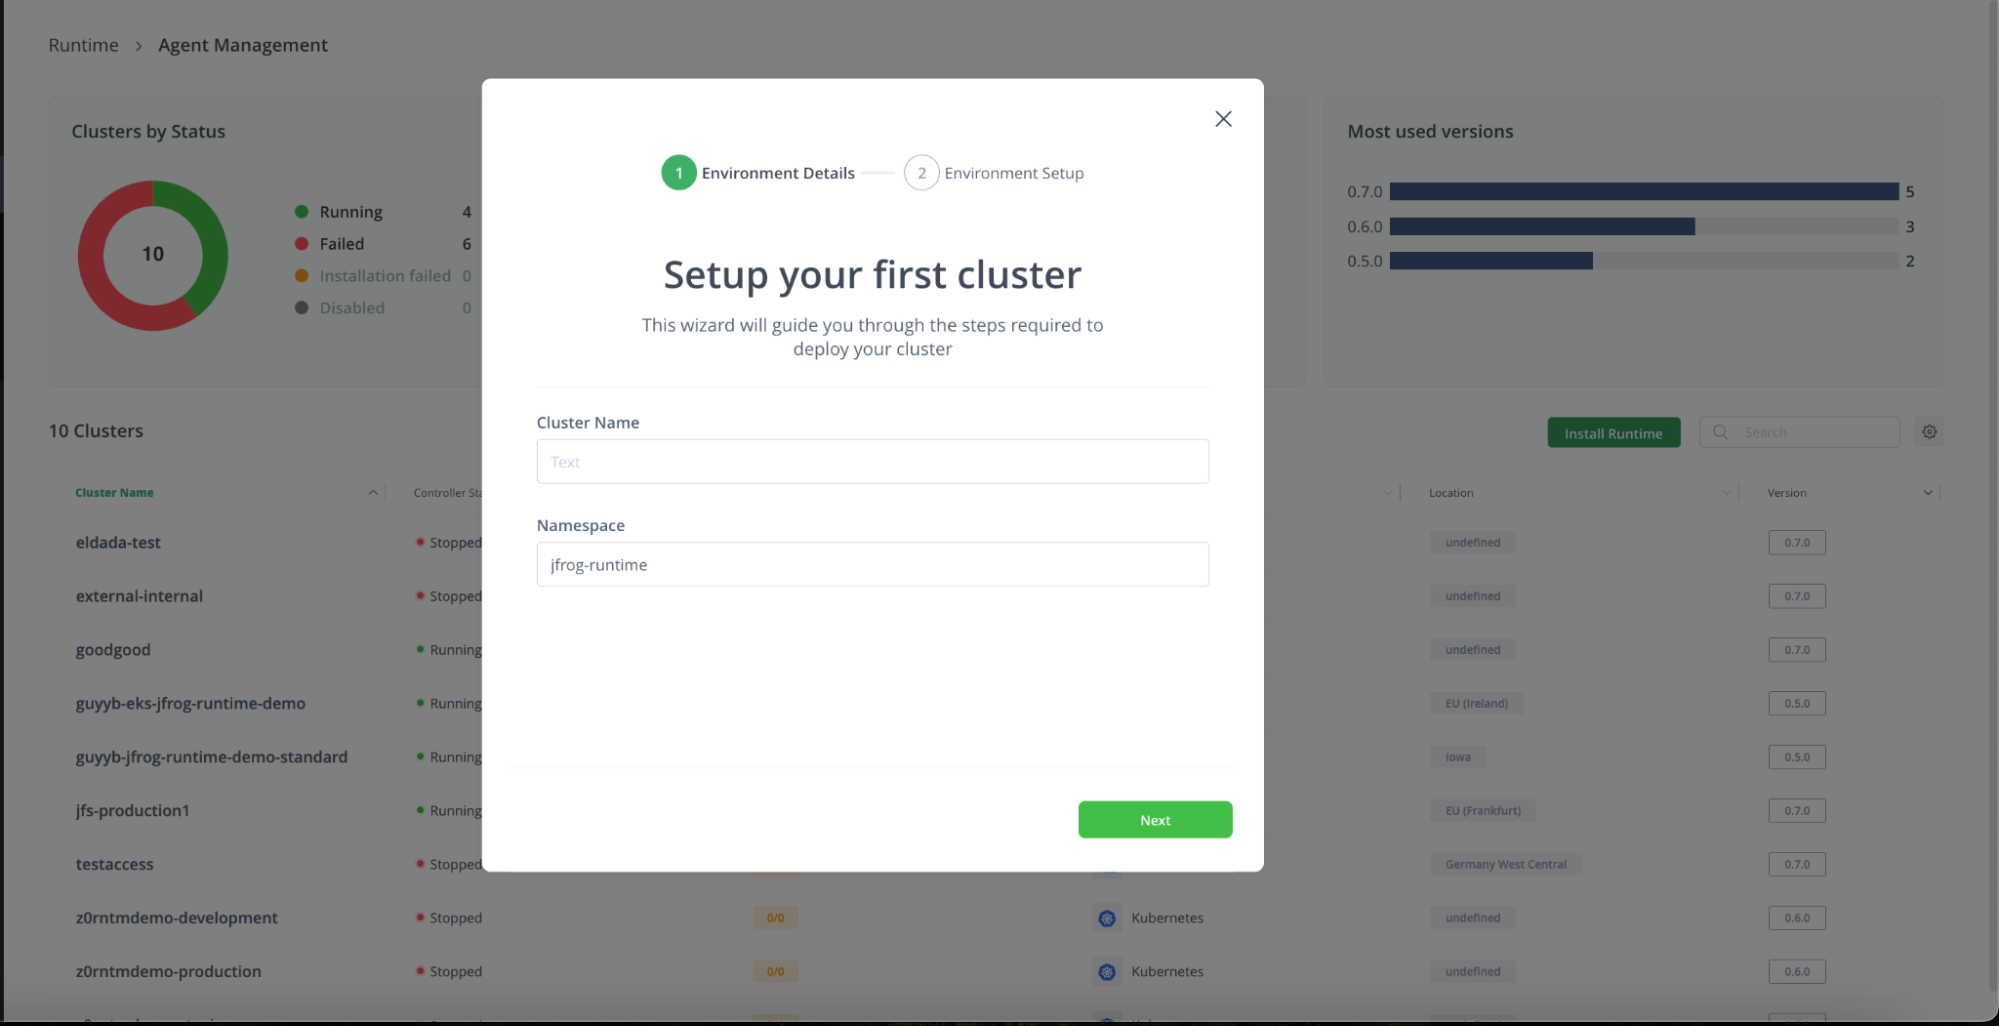 Runtime > Agent Management
Clusters by Status
10
Running 4
Failed 6
Installation failed 0
Disabled 0
Most used versions
0.7.0 5
0.6.0 3
0.5.0 2
1 Environment Details
2 Environment Setup
Setup your first cluster
This wizard will guide you through the steps required to
deploy your cluster
Cluster Name
Text
Namespace
jfrog-runtime
Next
10 Clusters
Install Runtime
Search
Cluster Name Controller Sta Location Version
eldada-test Stopped undefined 0.7.0
external-internal Stopped undefined 0.7.0
goodgood Running undefined 0.7.0
guyyb-eks-jfrog-runtime-demo Running EU (Ireland) 0.5.0
guyyb-jfrog-runtime-demo-standard Running Iowa 0.5.0
jfs-production1 Running EU (Frankfurt) 0.7.0
testaccess Stopped Germany West Central 0.7.0
z0rntmdemo-development Stopped 0/0 Kubernetes undefined 0.6.0
z0rntmdemo-production Stopped 0/0 Kubernetes undefined 0.6.0